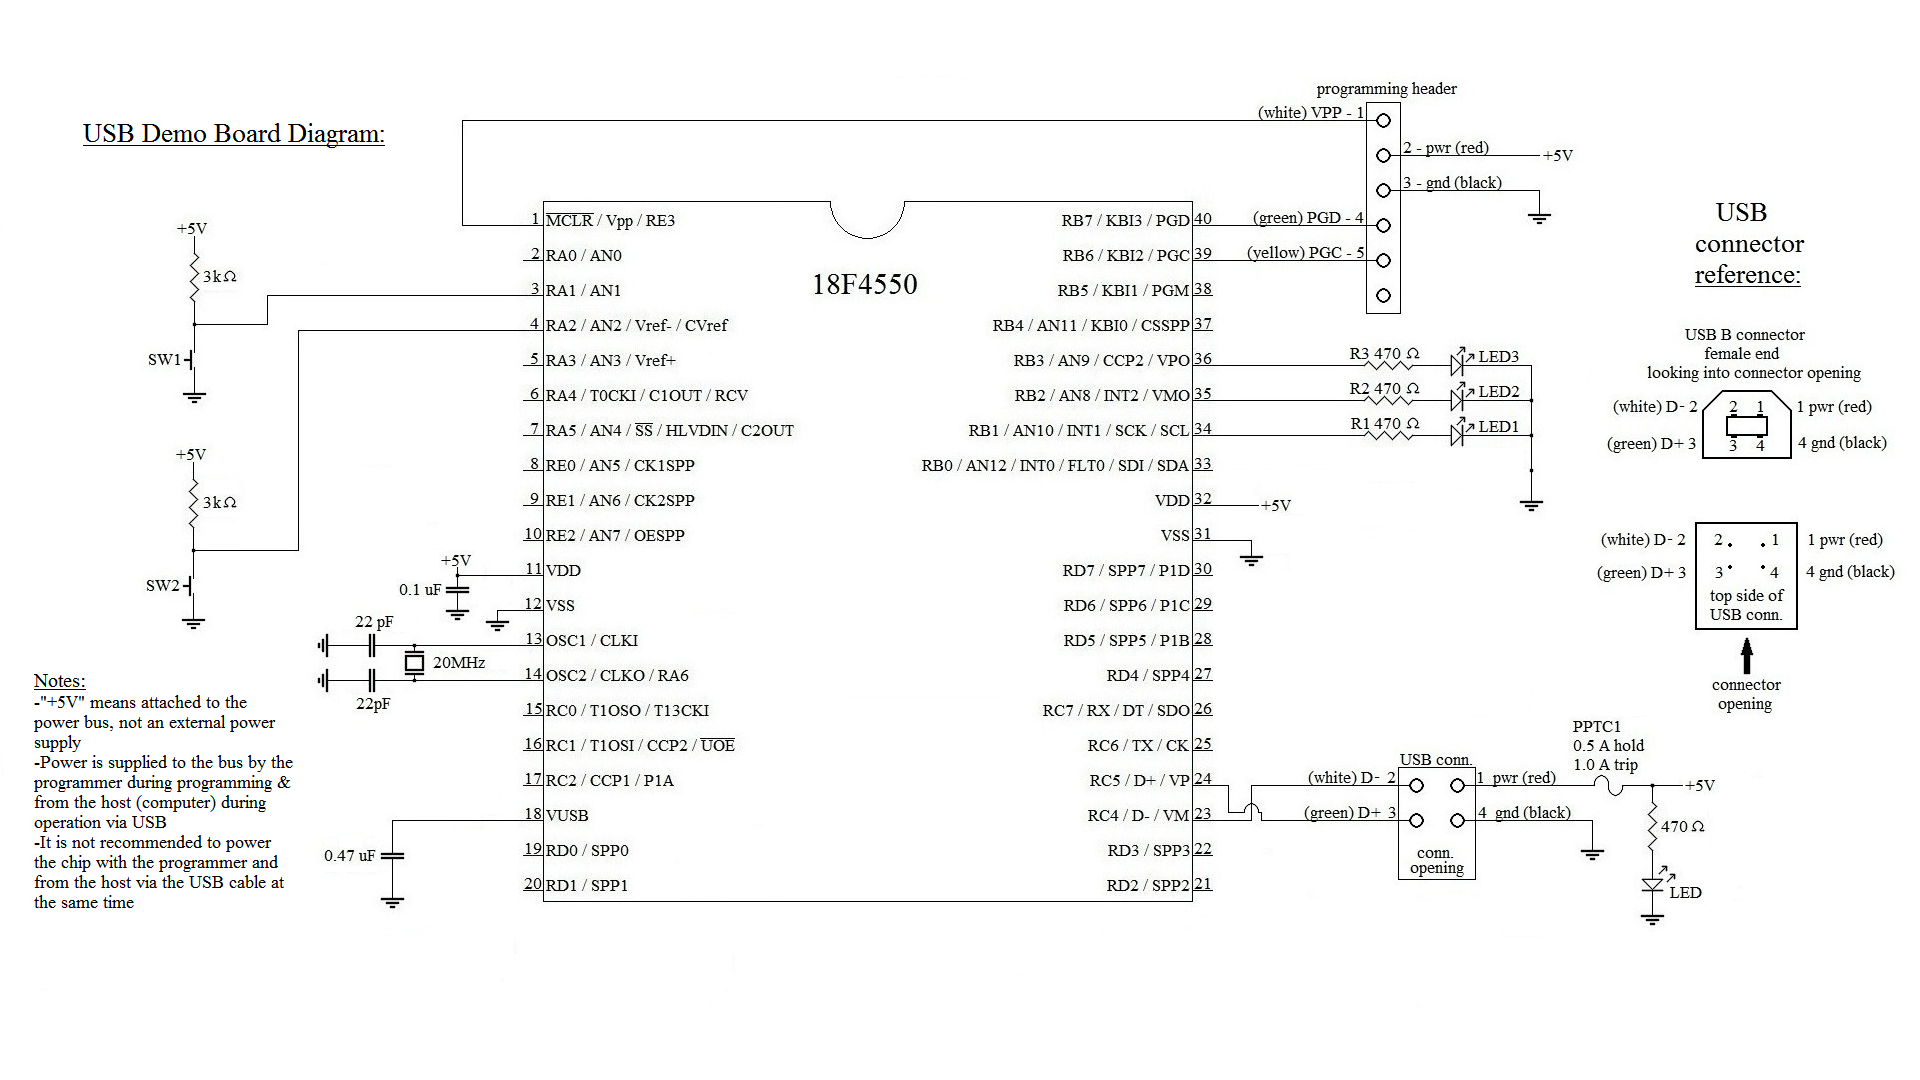 USB Demo Board Diagram:
programming header
(white) VPP - 1
2 - pwr (red)
+5V
3 - gnd (black)
(green) PGD - 4
(yellow) PGC - 5
18F4550
1 MCLR / Vpp / RE3
2 RA0 / AN0
3 RA1 / AN1
4 RA2 / AN2 / Vref- / CVref
5 RA3 / AN3 / Vref+
6 RA4 / T0CKI / C1OUT / RCV
7 RA5 / AN4 / SS / HLVDIN / C2OUT
8 RE0 / AN5 / CK1SPP
9 RE1 / AN6 / CK2SPP
10 RE2 / AN7 / OESPP
11 VDD
12 VSS
13 OSC1 / CLKI
14 OSC2 / CLKO / RA6
15 RC0 / T1OSO / T13CKI
16 RC1 / T1OSI / CCP2 / UOE
17 RC2 / CCP1 / P1A
18 VUSB
19 RD0 / SPP0
20 RD1 / SPP1
RB7 / KBI3 / PGD 40
RB6 / KBI2 / PGC 39
RB5 / KBI1 / PGM 38
RB4 / AN11 / KBI0 / CSSPP 37
RB3 / AN9 / CCP2 / VPO 36
RB2 / AN8 / INT2 / VMO 35
RB1 / AN10 / INT1 / SCK / SCL 34
RB0 / AN12 / INT0 / FLT0 / SDI / SDA 33
VDD 32
+5V
VSS 31
RD7 / SPP7 / P1D 30
RD6 / SPP6 / P1C 29
RD5 / SPP5 / P1B 28
RD4 / SPP4 27
RC7 / RX / DT / SDO 26
RC6 / TX / CK 25
RC5 / D+ / VP 24
RC4 / D- / VM 23
RD3 / SPP3 22
RD2 / SPP2 21
+5V
3kΩ
SW1
+5V
3kΩ
SW2
+5V
0.1 uF
22 pF
20MHz
22pF
0.47 uF
R3 470 Ω
LED3
R2 470 Ω
LED2
R1 470 Ω
LED1
Notes:
-"+5V" means attached to the
power bus, not an external power
supply
-Power is supplied to the bus by the
programmer during programming &
from the host (computer) during
operation via USB
-It is not recommended to power
the chip with the programmer and
from the host via the USB cable at
the same time
USB
connector
reference:
USB B connector
female end
looking into connector opening
(white) D- 2
2 1
1 pwr (red)
(green) D+ 3
3 4
4 gnd (black)
(white) D- 2
2 1
1 pwr (red)
(green) D+ 3
3 4
4 gnd (black)
top side of
USB conn.
connector
opening
PPTC1
0.5 A hold
1.0 A trip
USB conn.
(white) D- 2
1 pwr (red)
+5V
(green) D+ 3
4 gnd (black)
conn.
opening
470 Ω
LED